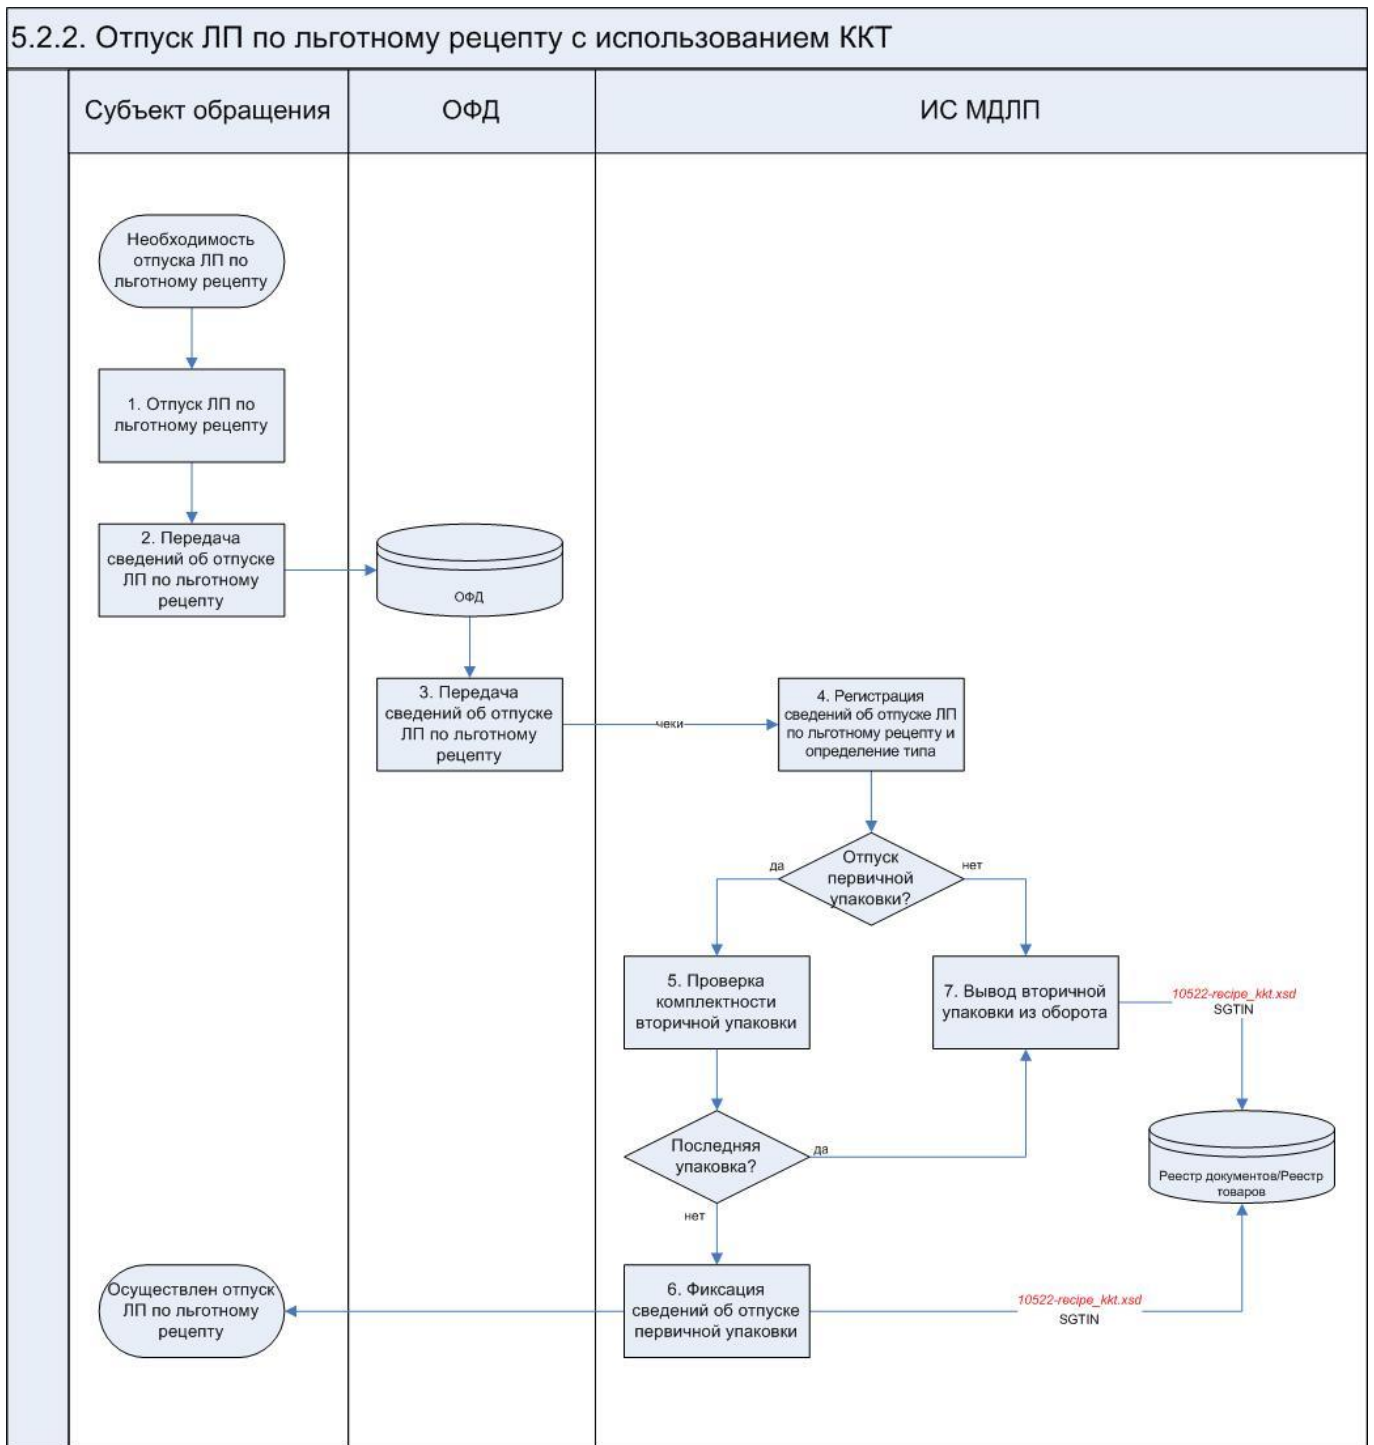 5.2.2. Отпуск ЛП по льготному рецепту с использованием ККТ
Субъект обращения
ОФД
ИС МДЛП
Необходимость
отпуска ЛП по
льготному рецепту
1. Отпуск ЛП по
льготному рецепту
2. Передача
сведений об отпуске
ЛП по льготному
рецепту
ОФД
3. Передача
сведений об отпуске
ЛП по льготному
рецепту
чеки
4. Регистрация
сведений об отпуске ЛП
по льготному рецепту и
определение типа
Отпуск
первичной
упаковки?
да
нет
5. Проверка
комплектности
вторичной упаковки
7. Вывод вторичной
упаковки из оборота
10522-recipe_kkt.xsd
SGTIN
Последняя
упаковка?
да
нет
Реестр документов/Реестр
товаров
6. Фиксация
сведений об отпуске
первичной упаковки
10522-recipe_kkt.xsd
SGTIN
Осуществлен отпуск
ЛП по льготному
рецепту